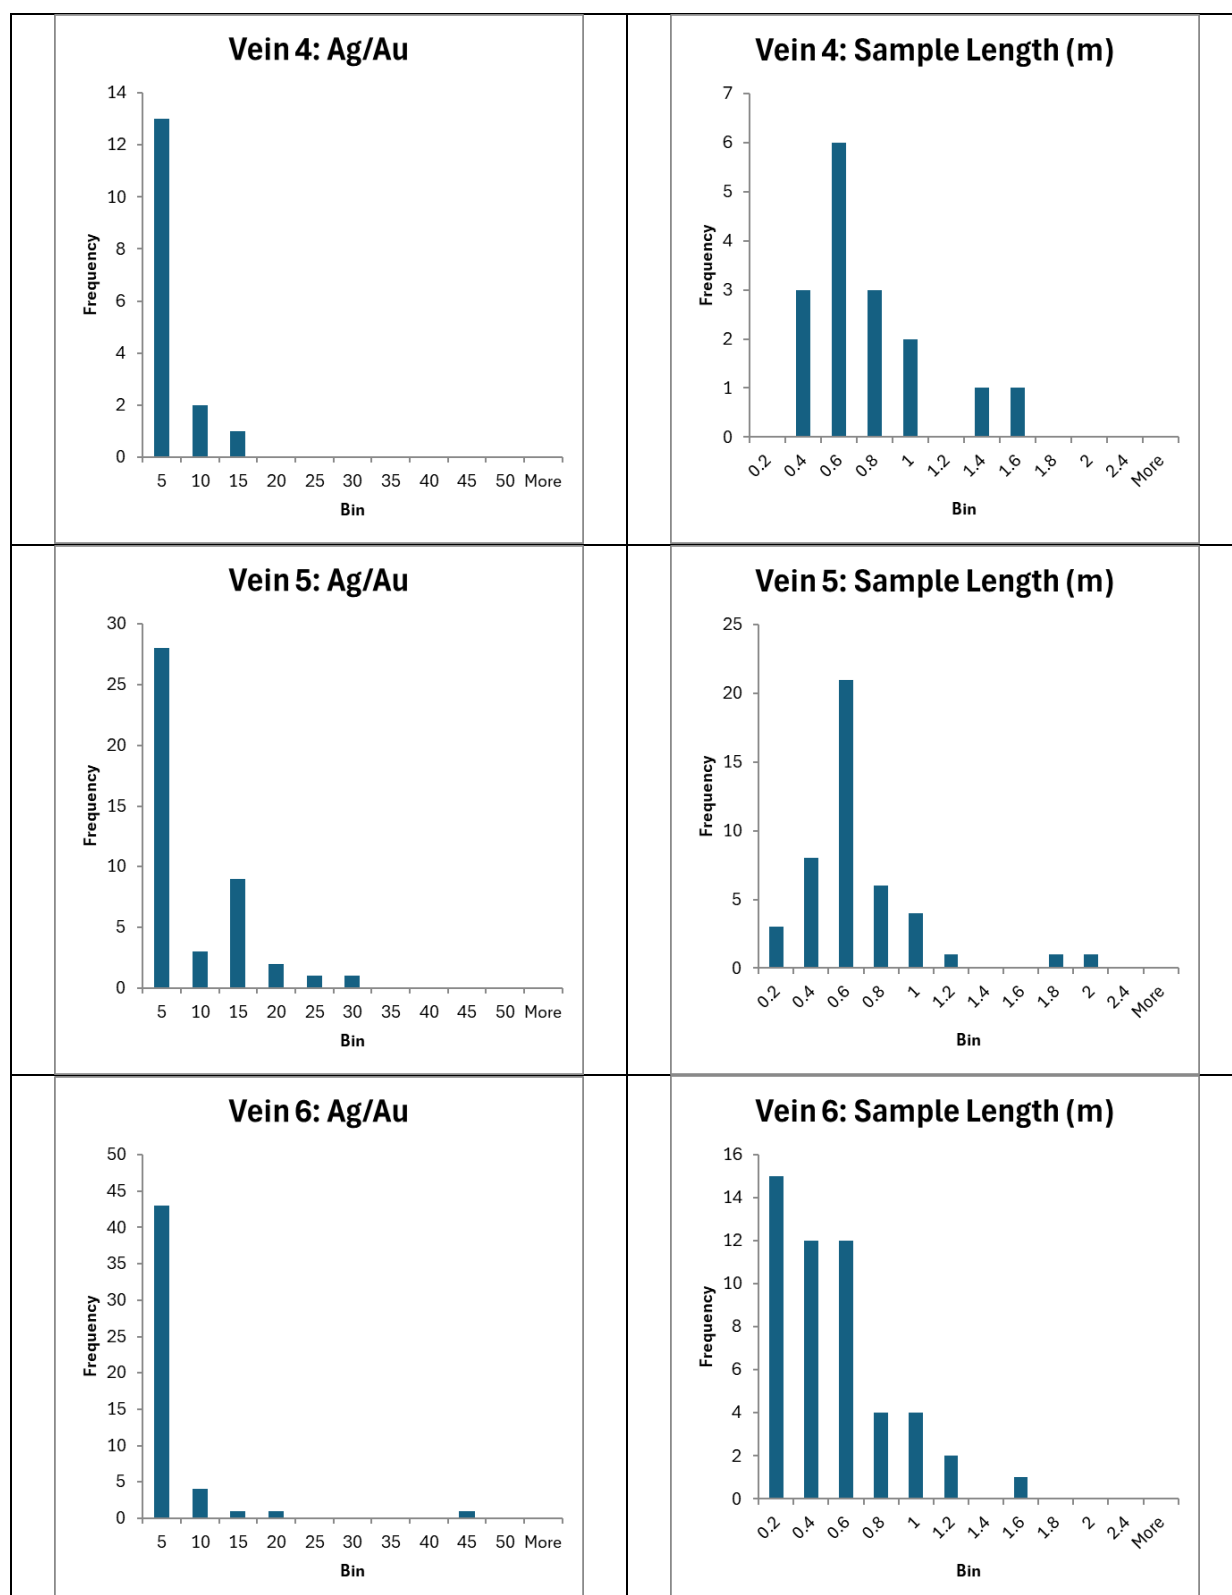 Vein 4: Ag/Au
14
12
10
8
6
4
2
0
Frequency
5 10 15 20 25 30 35 40 45 50 More
Bin
Vein 4: Sample Length (m)
7
6
5
4
3
2
1
0
Frequency
0.2 0.4 0.6 0.8 1 1.2 1.4 1.6 1.8 2 2.4 More
Bin
Vein 5: Ag/Au
30
25
20
15
10
5
0
Frequency
5 10 15 20 25 30 35 40 45 50 More
Bin
Vein 5: Sample Length (m)
25
20
15
10
5
0
Frequency
0.2 0.4 0.6 0.8 1 1.2 1.4 1.6 1.8 2 2.4 More
Bin
Vein 6: Ag/Au
50
45
40
35
30
25
20
15
10
5
0
Frequency
5 10 15 20 25 30 35 40 45 50 More
Bin
Vein 6: Sample Length (m)
16
14
12
10
8
6
4
2
0
Frequency
0.2 0.4 0.6 0.8 1 1.2 1.4 1.6 1.8 2 2.4 More
Bin